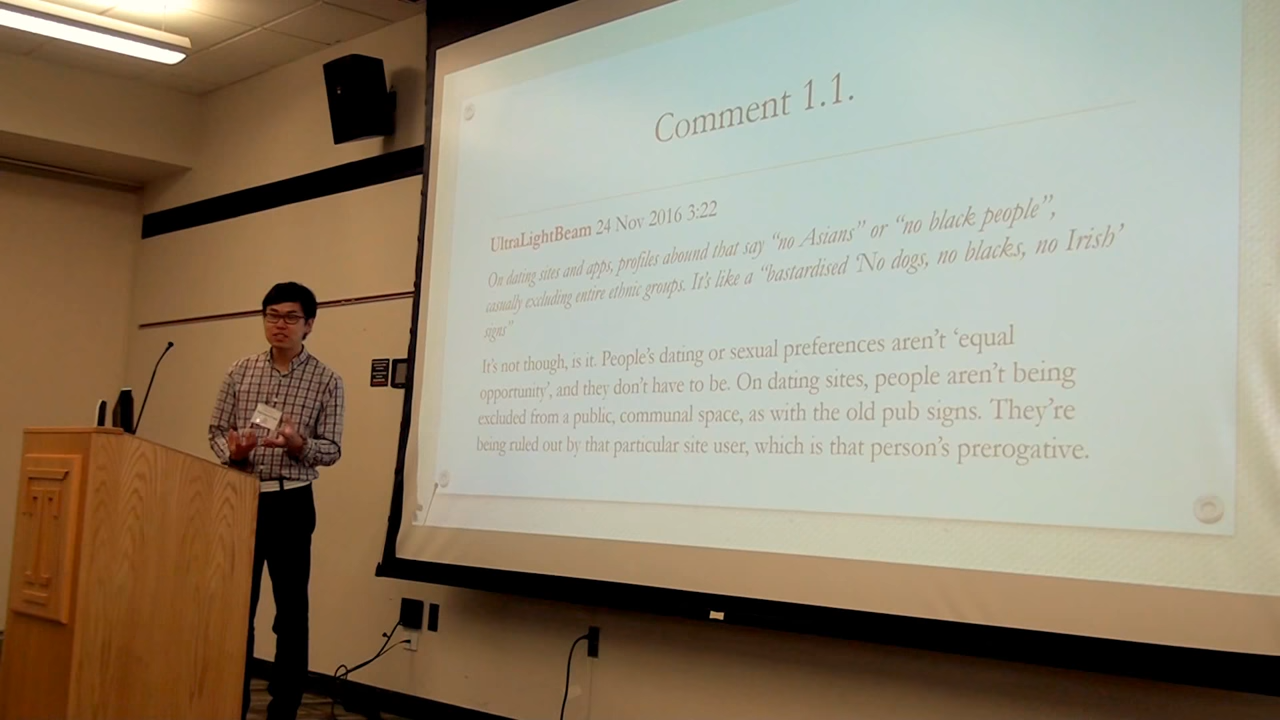 Comment 1.1.
UltraLightBeam 24 Nov 2016 3:22
On dating sites and apps, profiles abound that say “no Asians” or “no black people”,
casually excluding entire ethnic groups. It’s like a “bastardised ‘No dogs, no blacks, no Irish’
signs”
It’s not though, is it. People’s dating or sexual preferences aren’t ‘equal
opportunity’, and they don’t have to be. On dating sites, people aren’t being
excluded from a public, communal space, as with the old pub signs. They’re
being ruled out by that particular site user, which is that person’s prerogative.